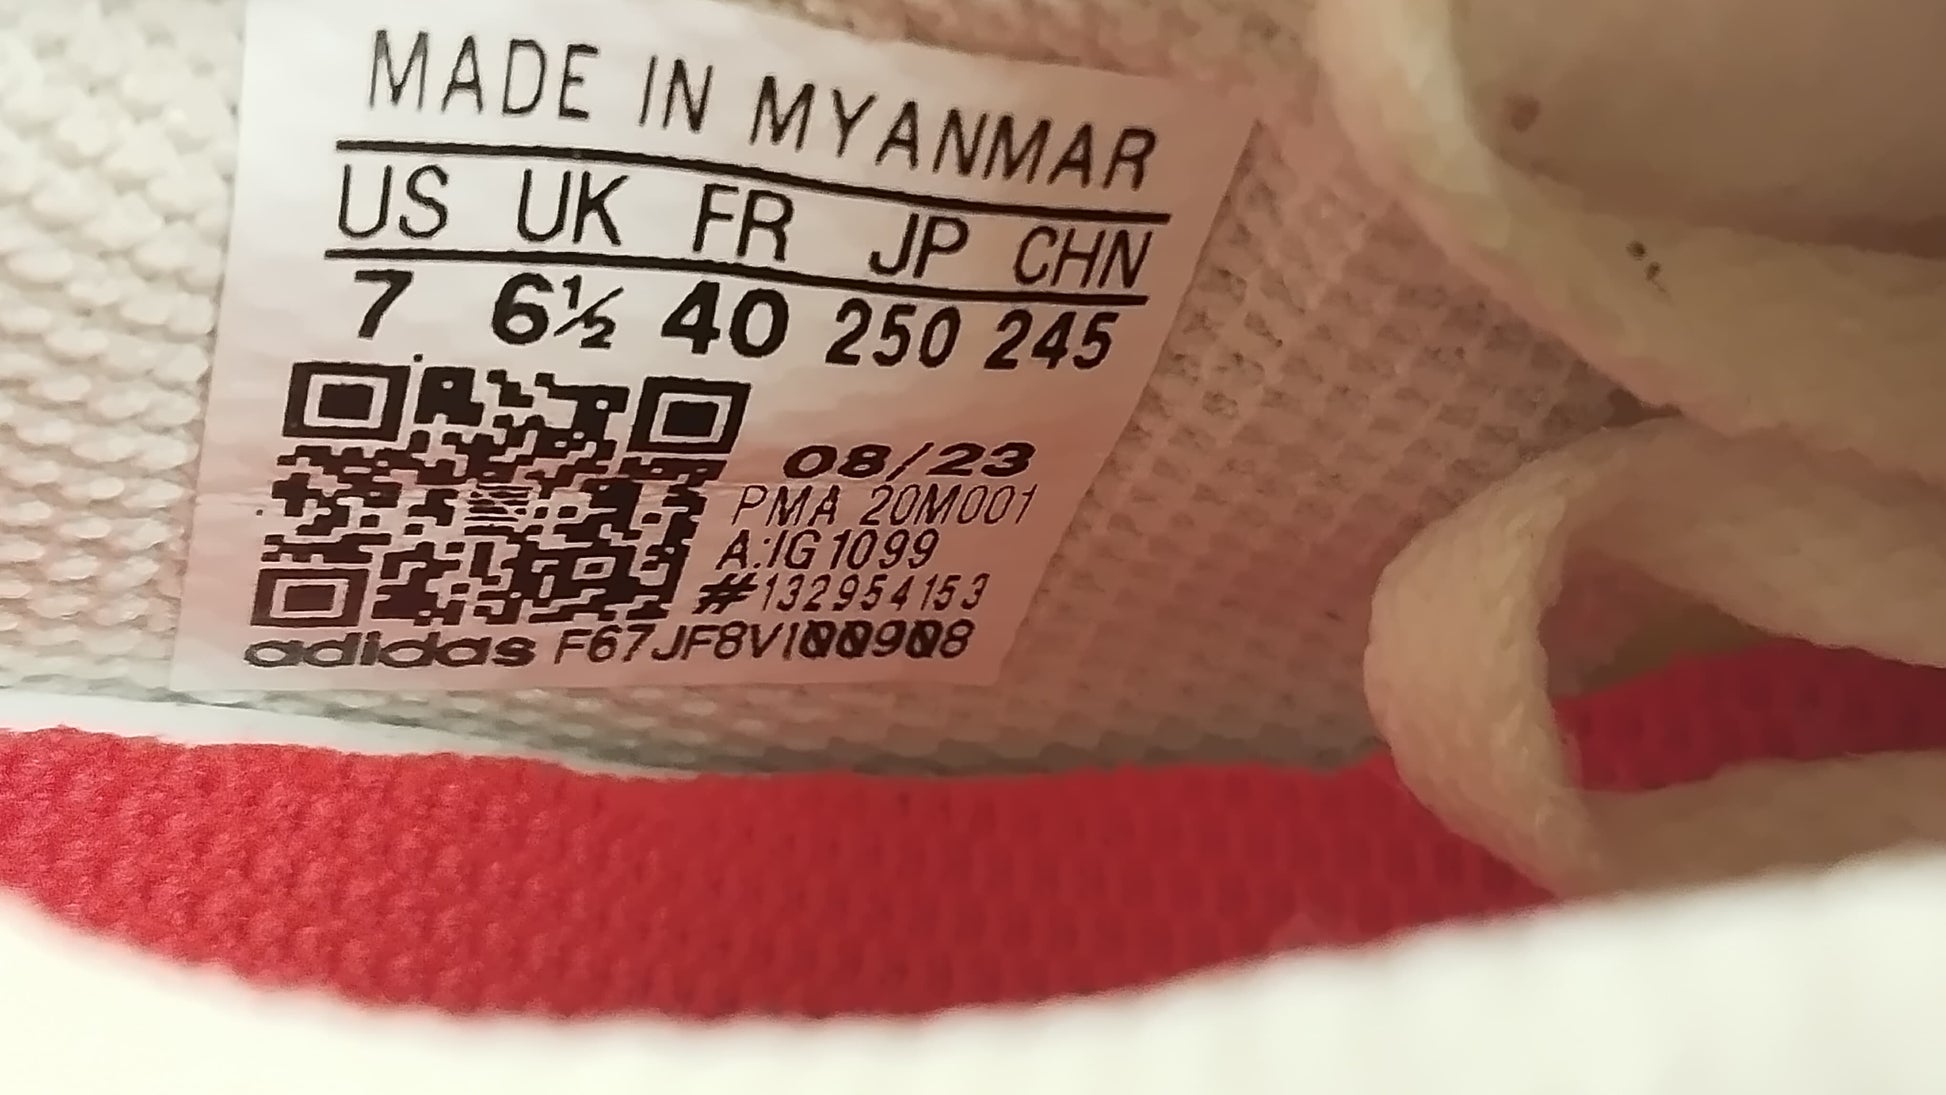 MADE IN MYANMAR
US UK FR JP CHN
7 6½ 40 250 245
08/23
PMA 20M001
A:IG1099
#132954153
adidas F67JF8V100908